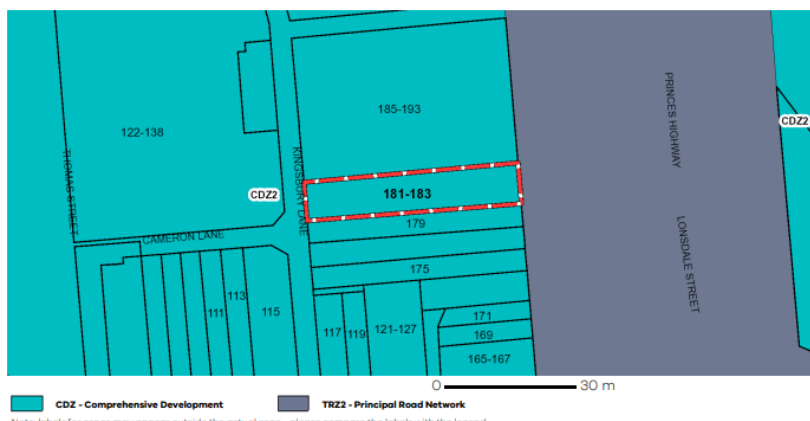 185-193
122-138
PRINCES HIGHWAY
CDZ2
THOMAS STREET
KINGSBURY LANE
CDZ2
181-183
179
CAMERON LANE
LONSDALE STREET
175
111
113
115
117
119
121-127
171
169
165-167
0 30 m
CDZ - Comprehensive Development TRZ2 - Principal Road Network